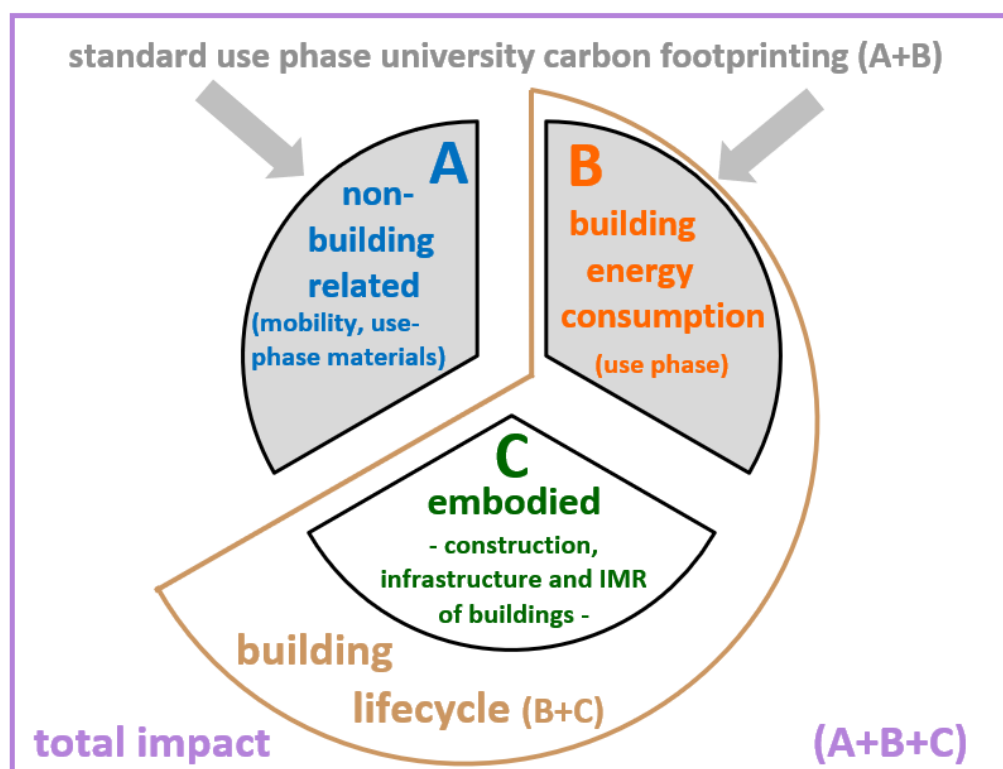 standard use phase university carbon footprinting (A+B)
A
non-
building
related
(mobility, use-
phase materials)
B
building
energy
consumption
(use phase)
C
embodied
- construction,
infrastructure and IMR
of buildings -
building
lifecycle (B+C)
total impact
(A+B+C)